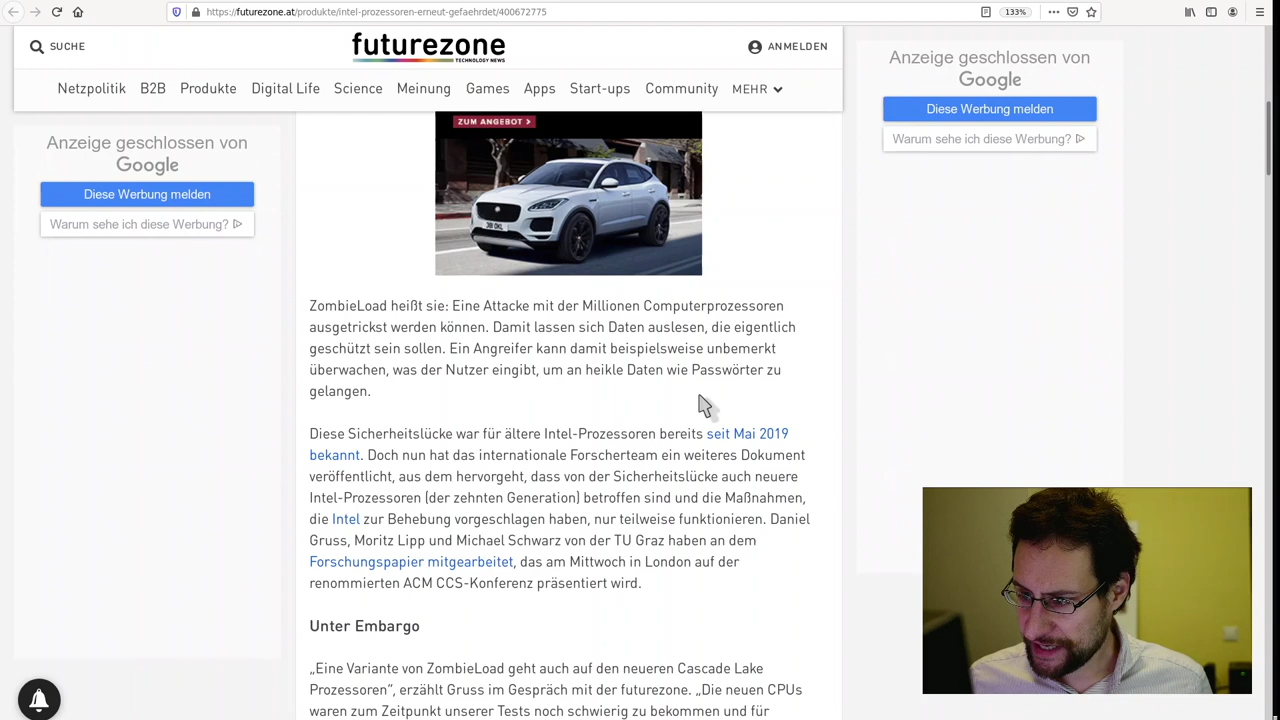 https://futurezone.at/produkte/intel-prozessoren-erneut-gefaehrdet/400672775
133%
SUCHE
futurezone
TECHNOLOGY NEWS
ANMELDEN
Netzpolitik B2B Produkte Digital Life Science Meinung Games Apps Start-ups Community MEHR
Anzeige geschlossen von
Google
Diese Werbung melden
Warum sehe ich diese Werbung?
Anzeige geschlossen von
Google
Diese Werbung melden
Warum sehe ich diese Werbung?
ZUM ANGEBOT >
ZombieLoad heißt sie: Eine Attacke mit der Millionen Computerprozessoren
ausgetrickst werden können. Damit lassen sich Daten auslesen, die eigentlich
geschützt sein sollen. Ein Angreifer kann damit beispielsweise unbemerkt
überwachen, was der Nutzer eingibt, um an heikle Daten wie Passwörter zu
gelangen.
Diese Sicherheitslücke war für ältere Intel-Prozessoren bereits seit Mai 2019
bekannt. Doch nun hat das internationale Forscherteam ein weiteres Dokument
veröffentlicht, aus dem hervorgeht, dass von der Sicherheitslücke auch neuere
Intel-Prozessoren (der zehnten Generation) betroffen sind und die Maßnahmen,
die Intel zur Behebung vorgeschlagen haben, nur teilweise funktionieren. Daniel
Gruss, Moritz Lipp und Michael Schwarz von der TU Graz haben an dem
Forschungspapier mitgearbeitet, das am Mittwoch in London auf der
renommierten ACM CCS-Konferenz präsentiert wird.
Unter Embargo
„Eine Variante von ZombieLoad geht auch auf den neueren Cascade Lake
Prozessoren“, erzählt Gruss im Gespräch mit der futurezone. „Die neuen CPUs
waren zum Zeitpunkt unserer Tests noch schwierig zu bekommen und für